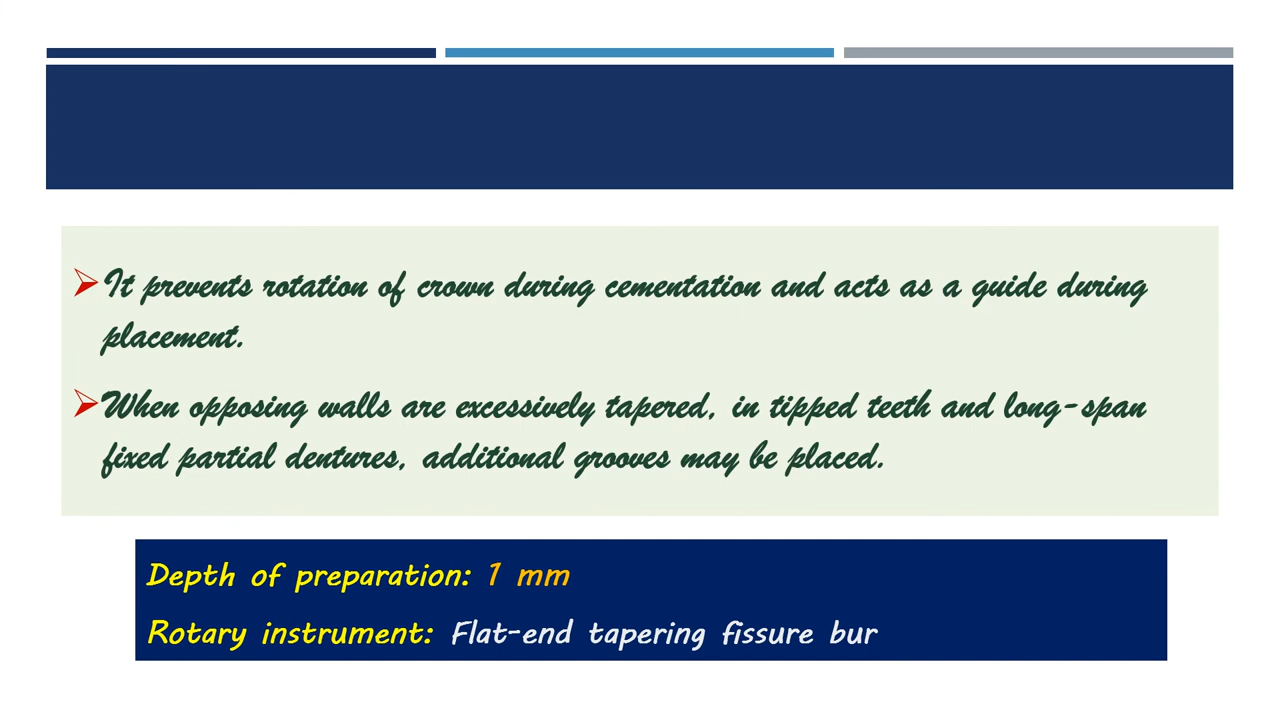 It prevents rotation of crown during cementation and acts as a guide during
placement.
When opposing walls are excessively tapered, in tipped teeth and long-span
fixed partial dentures, additional grooves may be placed.
Depth of preparation: 1 mm
Rotary instrument: Flat-end tapering fissure bur